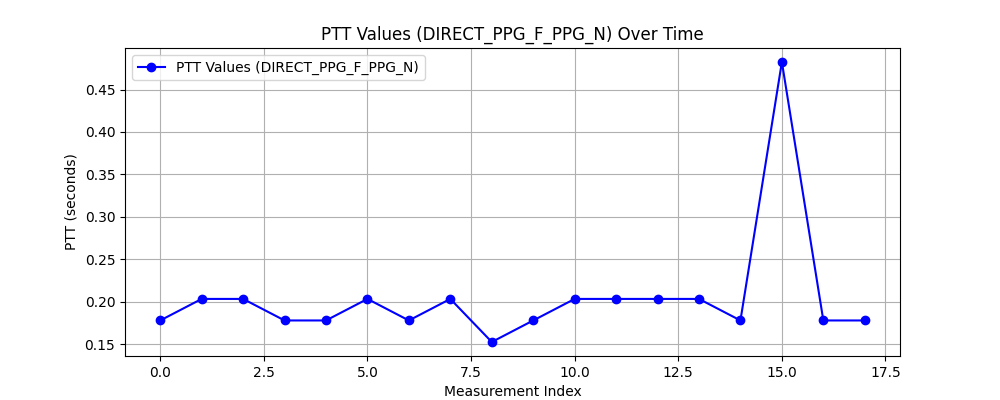 PTT Values (DIRECT_PPG_F_PPG_N) Over Time
PTT Values (DIRECT_PPG_F_PPG_N)
PTT (seconds)
0.45
0.40
0.35
0.30
0.25
0.20
0.15
0.0 2.5 5.0 7.5 10.0 12.5 15.0 17.5
Measurement Index